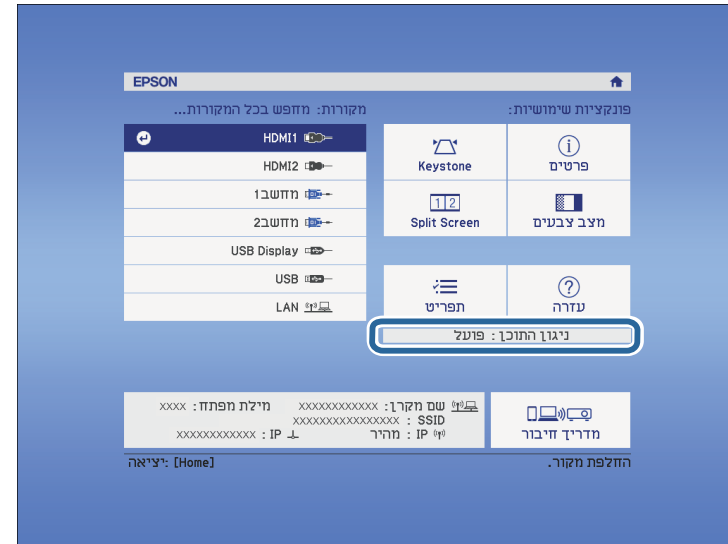 EPSON
פונקציות שימושיות:
מקורות: מחפש בכל המקורות...
HDMI1
HDMI2
מחשב1
מחשב2
USB Display
USB
LAN
פרטים
Keystone
מצב צבעים
1 2
Split Screen
עזרה
תפריט
ניגון התוכן : פועל
מדריך חיבור
שם מקרן : xxxxxxxxxxxx מילת מפתח : xxxx
SSID : xxxxxxxxxxxxxxxx
IP : מהיר IP : xxxxxxxxxxxx
החלפת מקור.
[Home] :יציאה